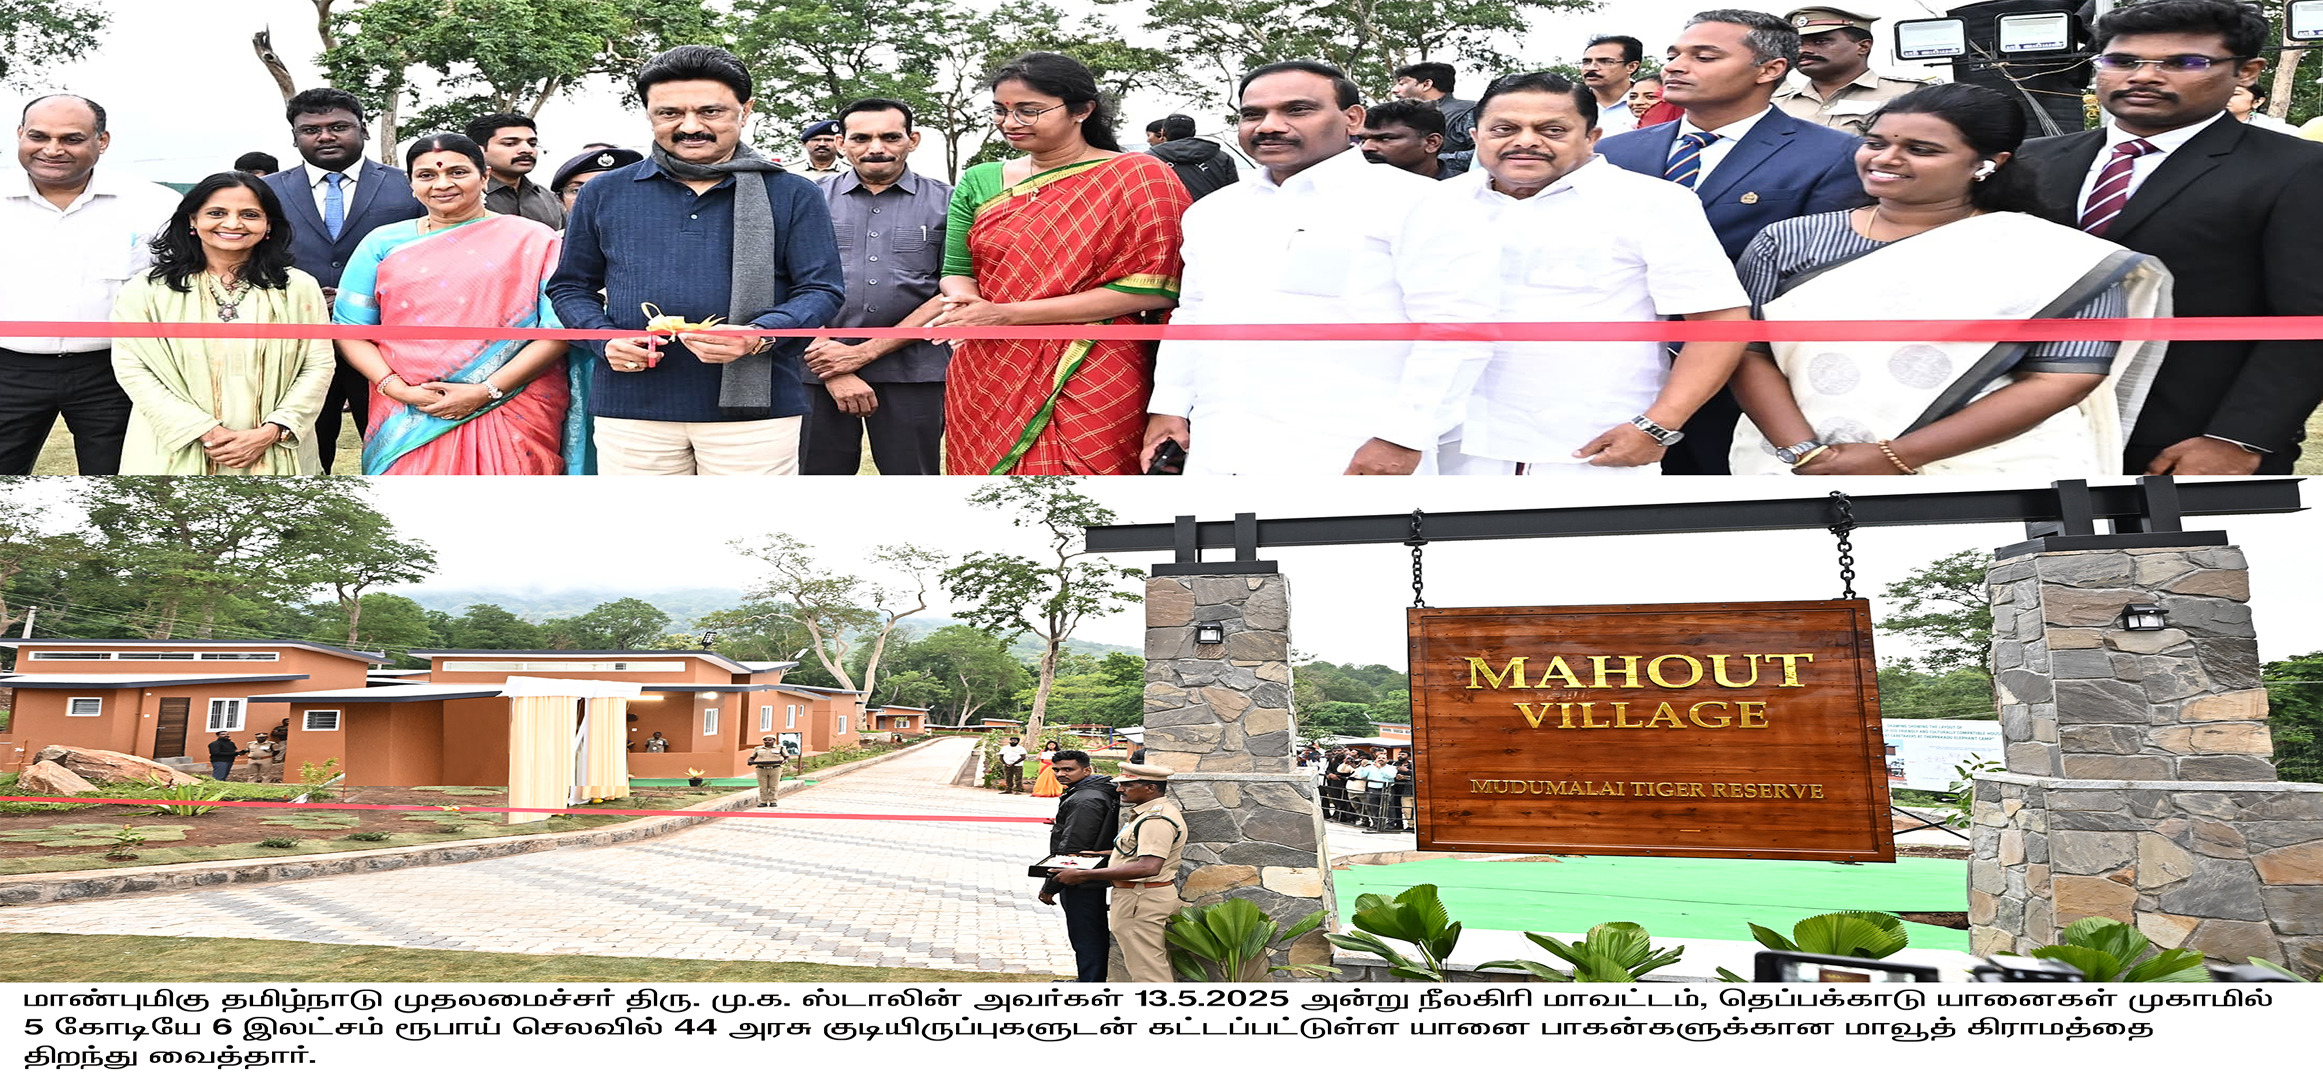 MAHOUT
VILLAGE
MUDUMALAI TIGER RESERVE
மாண்புமிகு தமிழ்நாடு முதலமைச்சர் திரு. மு.க. ஸ்டாலின் அவர்கள் 13.5.2025 அன்று நீலகிரி மாவட்டம், தெப்பக்காடு யானைகள் முகாமில்
5 கோடியே 6 இலட்சம் ரூபாய் செலவில் 44 அரசு குடியிருப்புகளுடன் கட்டப்பட்டுள்ள யானை பாகன்களுக்கான மாவூத் கிராமத்தை
திறந்து வைத்தார்.